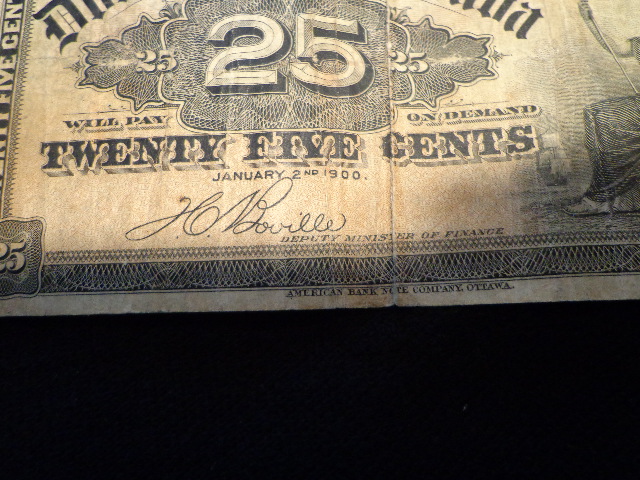 25
25 25
WILL PAY ON DEMAND
TWENTY FIVE CENTS
JANUARY 2ND 1900.
T.C. Boville
DEPUTY MINISTER OF FINANCE
25
AMERICAN BANK NOTE COMPANY, OTTAWA.